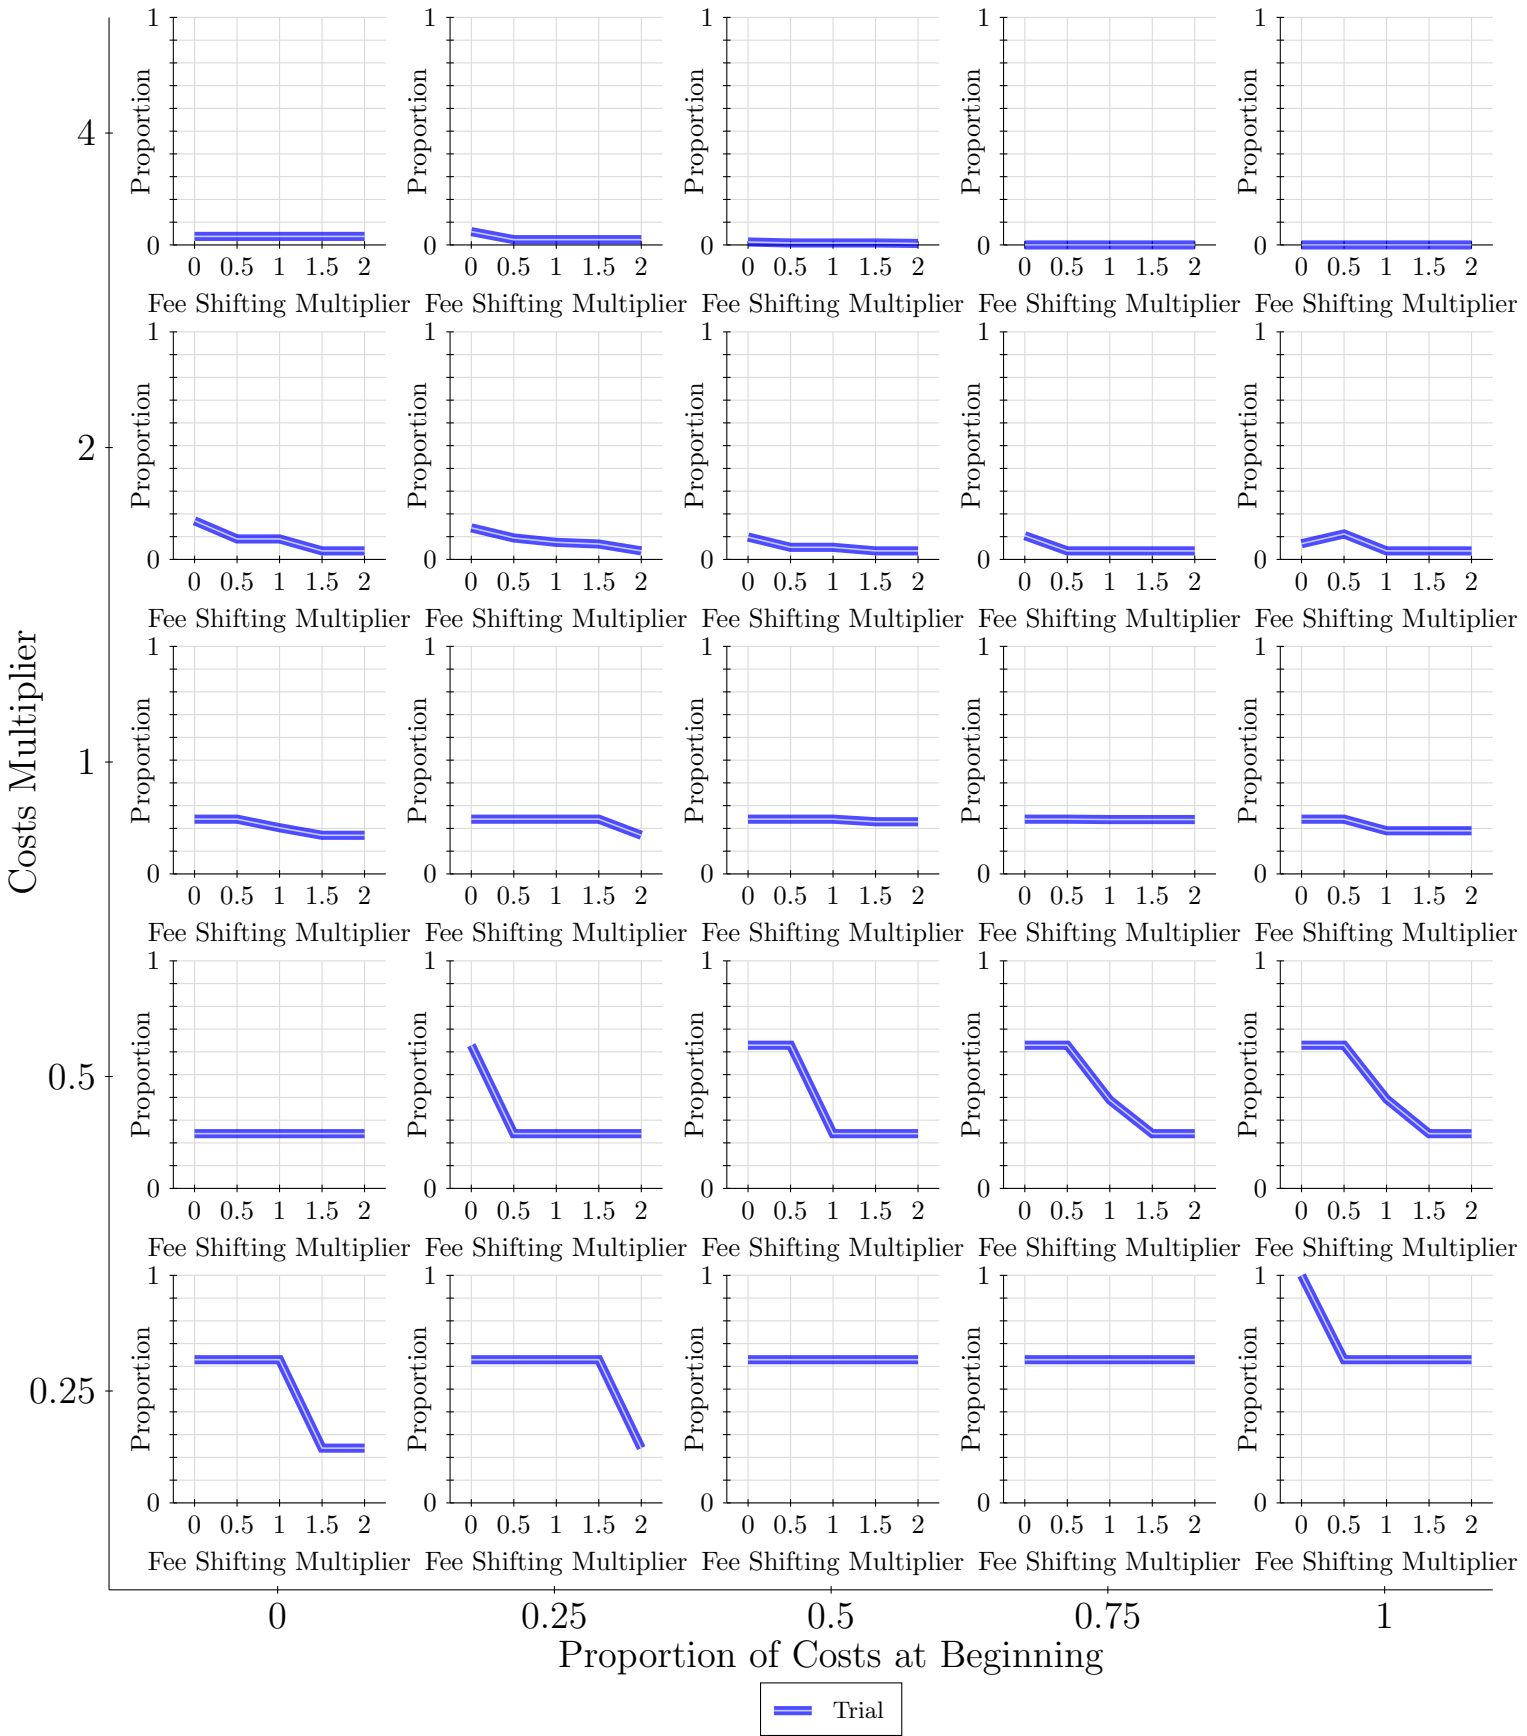 1 1 1 1 1
Proportion Proportion Proportion Proportion Proportion
4
0 0 0 0 0
0 0.5 1 1.5 2 0 0.5 1 1.5 2 0 0.5 1 1.5 2 0 0.5 1 1.5 2 0 0.5 1 1.5 2
Fee Shifting Multiplier Fee Shifting Multiplier Fee Shifting Multiplier Fee Shifting Multiplier Fee Shifting Multiplier
1 1 1 1 1
Proportion Proportion Proportion Proportion Proportion
2
0 0 0 0 0
0 0.5 1 1.5 2 0 0.5 1 1.5 2 0 0.5 1 1.5 2 0 0.5 1 1.5 2 0 0.5 1 1.5 2
Fee Shifting Multiplier Fee Shifting Multiplier Fee Shifting Multiplier Fee Shifting Multiplier Fee Shifting Multiplier
Costs Multiplier
1 1 1 1 1
Proportion Proportion Proportion Proportion Proportion
1
0 0 0 0 0
0 0.5 1 1.5 2 0 0.5 1 1.5 2 0 0.5 1 1.5 2 0 0.5 1 1.5 2 0 0.5 1 1.5 2
Fee Shifting Multiplier Fee Shifting Multiplier Fee Shifting Multiplier Fee Shifting Multiplier Fee Shifting Multiplier
1 1 1 1 1
Proportion Proportion Proportion Proportion Proportion
0.5
0 0 0 0 0
0 0.5 1 1.5 2 0 0.5 1 1.5 2 0 0.5 1 1.5 2 0 0.5 1 1.5 2 0 0.5 1 1.5 2
Fee Shifting Multiplier Fee Shifting Multiplier Fee Shifting Multiplier Fee Shifting Multiplier Fee Shifting Multiplier
1 1 1 1 1
Proportion Proportion Proportion Proportion Proportion
0.25
0 0 0 0 0
0 0.5 1 1.5 2 0 0.5 1 1.5 2 0 0.5 1 1.5 2 0 0.5 1 1.5 2 0 0.5 1 1.5 2
Fee Shifting Multiplier Fee Shifting Multiplier Fee Shifting Multiplier Fee Shifting Multiplier Fee Shifting Multiplier
0 0.25 0.5 0.75 1
Proportion of Costs at Beginning
Trial